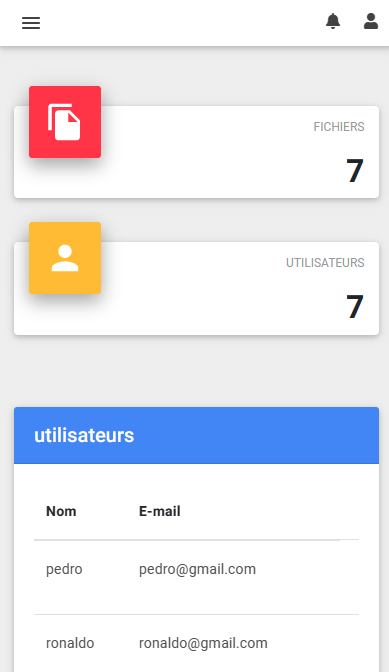 FICHIERS
7
UTILISATEURS
7
utilisateurs
Nom E-mail
pedro pedro@gmail.com
ronaldo ronaldo@gmail.com